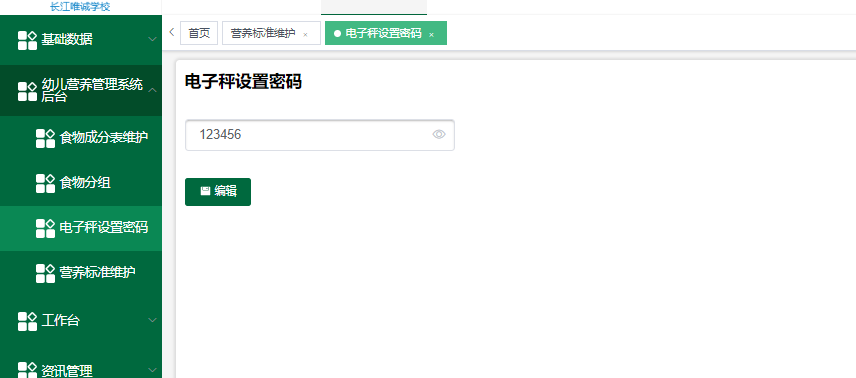 长江唯诚学校
基础数据
幼儿营养管理系统
后台
食物成分表维护
食物分组
电子秤设置密码
营养标准维护
工作台
资讯管理
首页 营养标准维护 × 电子秤设置密码 ×
电子秤设置密码
123456
编辑